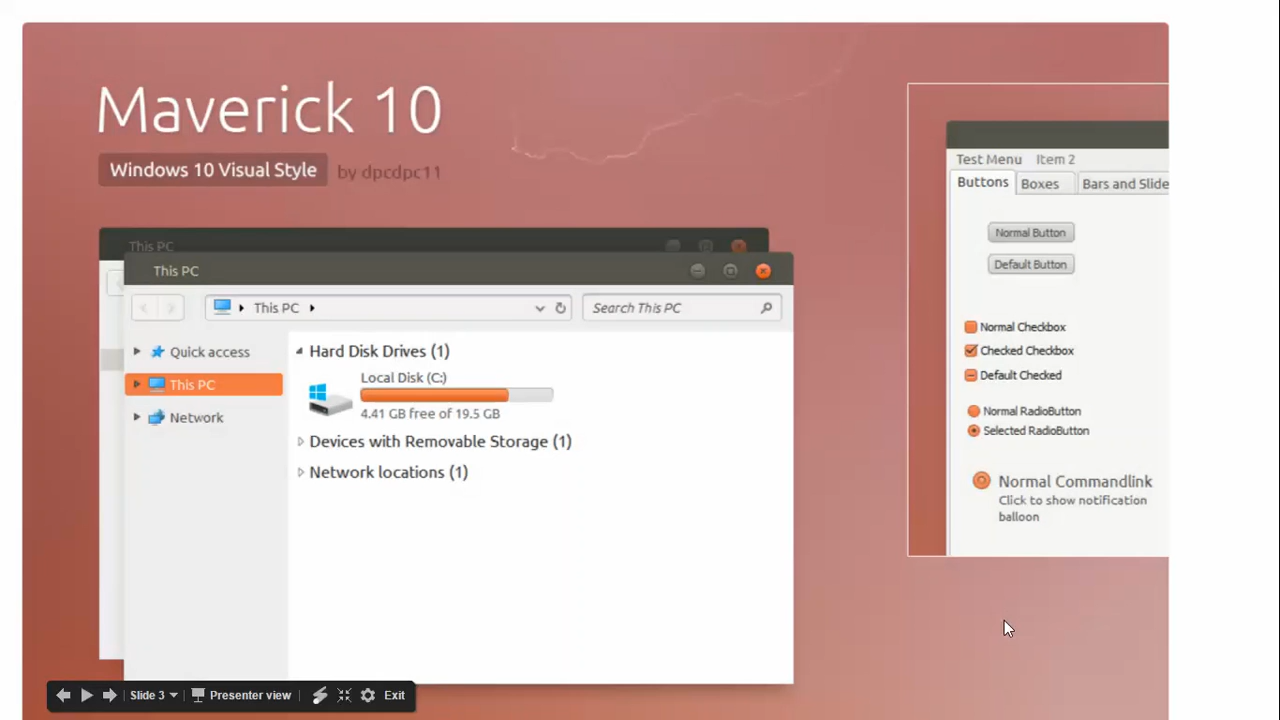 Maverick 10
Windows 10 Visual Style
by dpcdpc11
This PC
This PC
This PC
Search This PC
Quick access
This PC
Network
Hard Disk Drives (1)
Local Disk (C:)
4.41 GB free of 19.5 GB
Devices with Removable Storage (1)
Network locations (1)
Test Menu Item 2
Buttons Boxes Bars and Slide
Normal Button
Default Button
Normal Checkbox
Checked Checkbox
Default Checked
Normal RadioButton
Selected RadioButton
Normal Commandlink
Click to show notification
balloon
Slide 3 Presenter view Exit